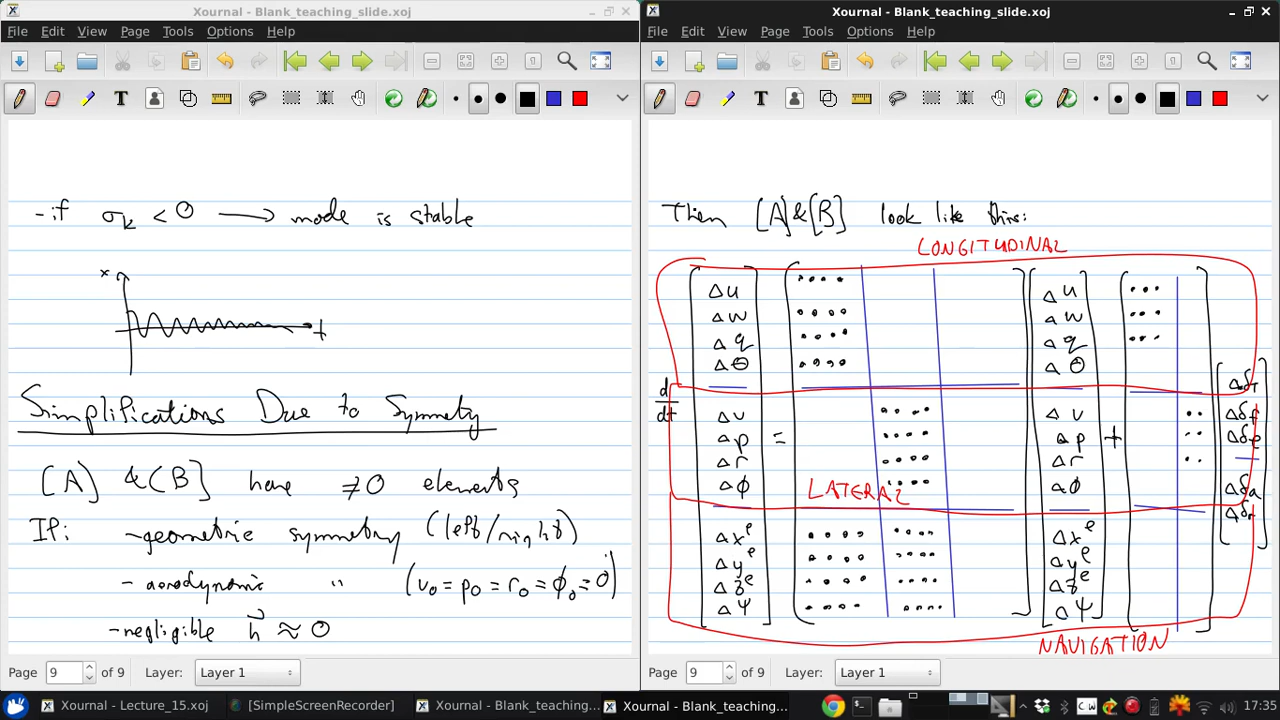 Xournal - Blank_teaching_slide.xoj
File Edit View Page Tools Options Help
- if σk < 0 → mode is stable
x
t
Simplifications Due to Symmetry
[A] & [B] have ≠0 elements
If: - geometric symmetry (left/right)
- aerodynamic " (v0 = p0 = r0 = ϕ0 = 0)
- negligible h ≈ 0
Page 9 of 9 Layer: Layer 1
Xournal - Blank_teaching_slide.xoj
File Edit View Page Tools Options Help
Then [A]&[B] look like this:
LONGITUDINAL
Δu Δu
Δw Δw
Δq Δq
Δθ Δθ
d/dt = +
Δv Δv
Δp Δp
Δr Δr
Δϕ Δϕ
LATERAL
Δx^e Δx^e
Δy^e Δy^e
Δz^e Δz^e
Δψ Δψ
ΔδT
Δδf
Δδe
Δδa
Δδr
NAVIGATION
Page 9 of 9 Layer: Layer 1
Xournal - Lecture_15.xoj [SimpleScreenRecorder] Xournal - Blank_teaching... Xournal - Blank_teaching... 17:35